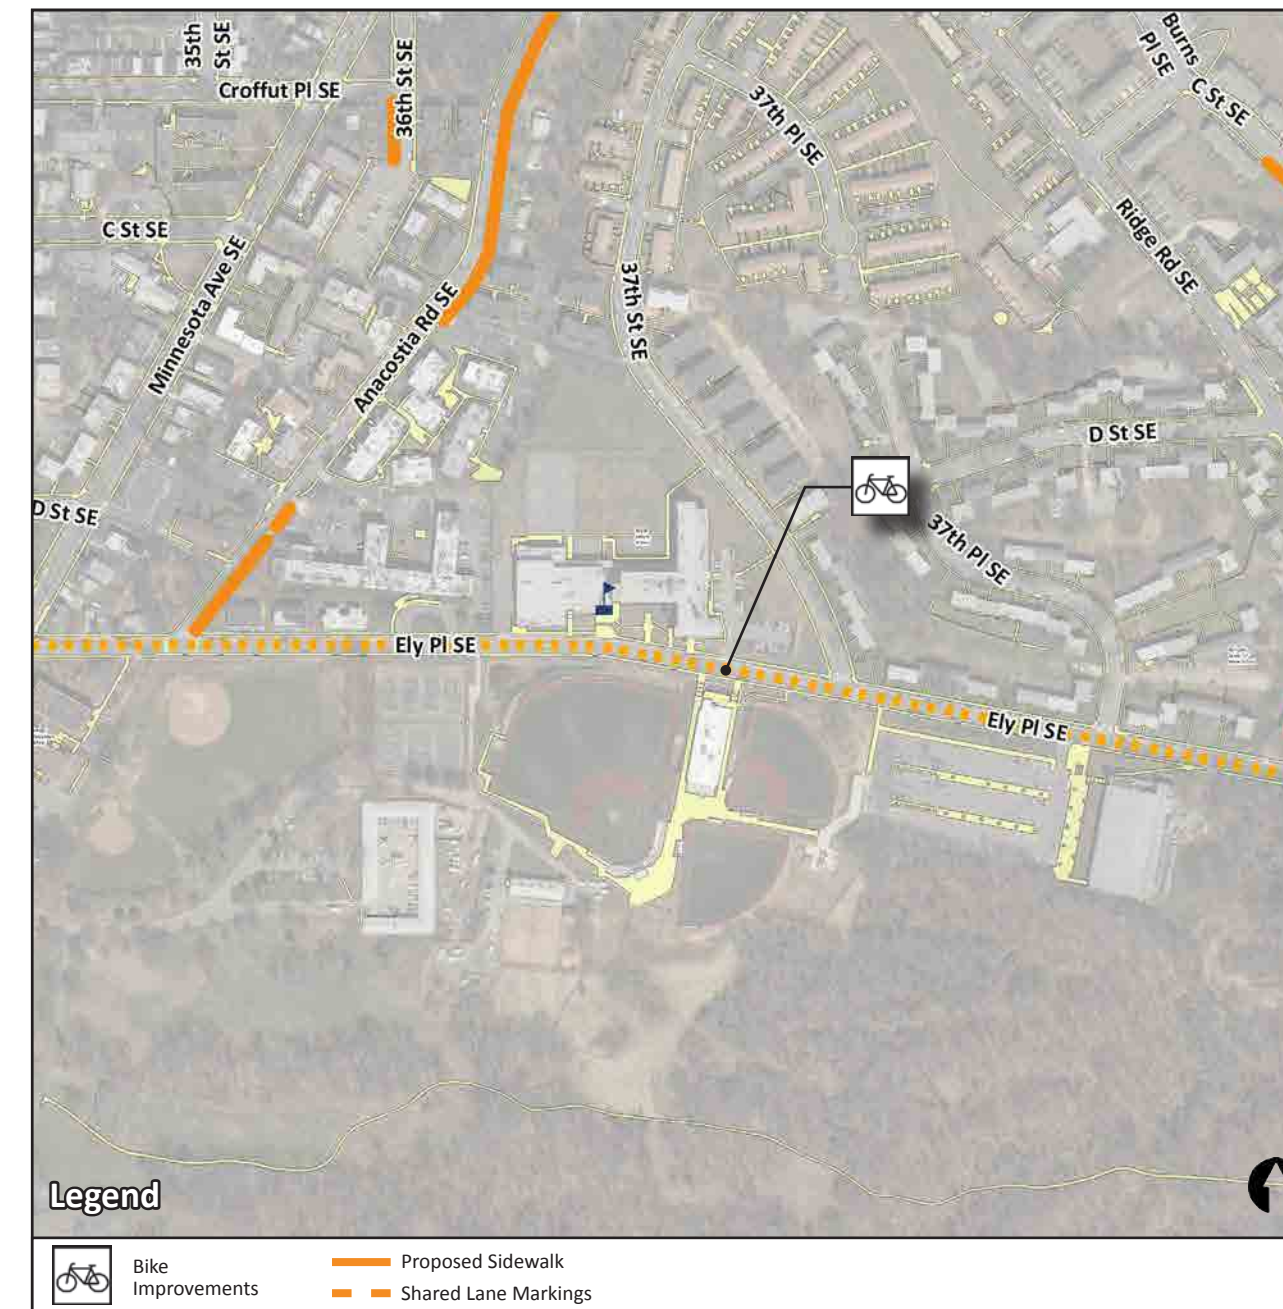 35th
St SE
Croffut Pl SE
36th St SE
37th Pl SE
Burns
Pl SE
C St SE
C St SE
Minnesota Ave SE
Anacostia Rd SE
37th St SE
Ridge Rd SE
D St SE
D St SE
37th Pl SE
Ely Pl SE
Ely Pl SE
Legend
Bike
Improvements
Proposed Sidewalk
Shared Lane Markings